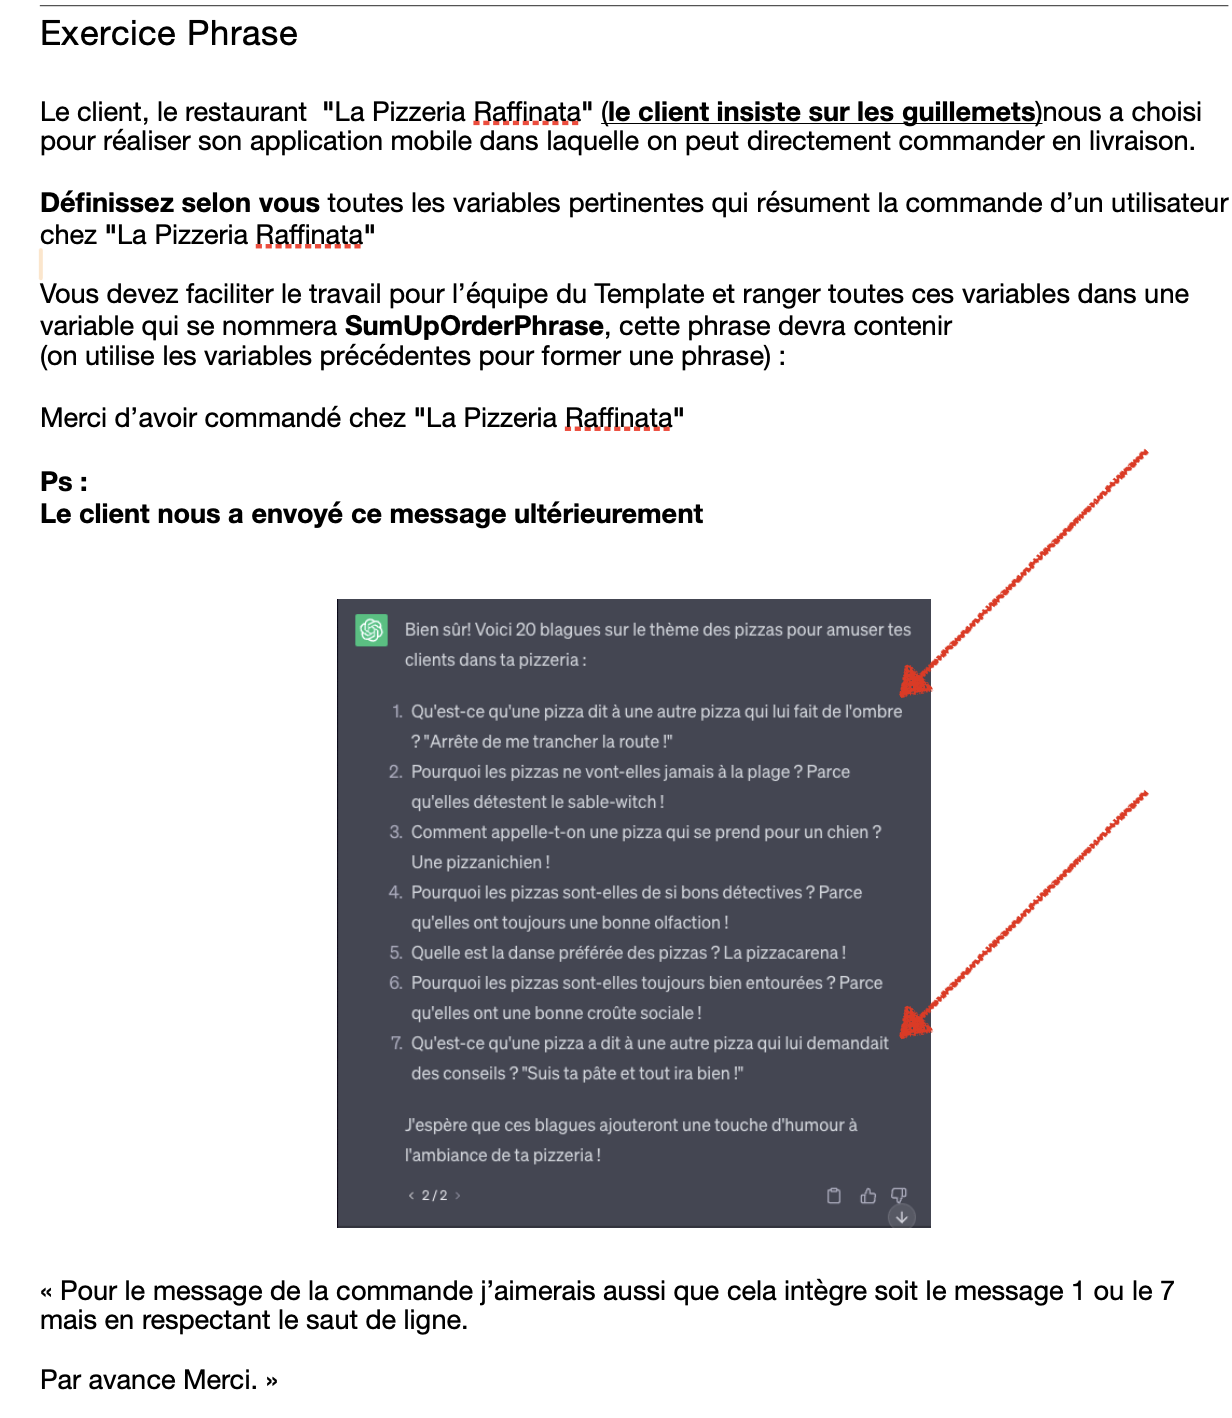 Exercice Phrase
Le client, le restaurant  "La Pizzeria Raffinata" (le client insiste sur les guillemets)nous a choisi
pour réaliser son application mobile dans laquelle on peut directement commander en livraison.
Définissez selon vous toutes les variables pertinentes qui résument la commande d’un utilisateur
chez "La Pizzeria Raffinata"
Vous devez faciliter le travail pour l’équipe du Template et ranger toutes ces variables dans une
variable qui se nommera SumUpOrderPhrase, cette phrase devra contenir
(on utilise les variables précédentes pour former une phrase) :
Merci d’avoir commandé chez "La Pizzeria Raffinata"
Ps :
Le client nous a envoyé ce message ultérieurement
Bien sûr! Voici 20 blagues sur le thème des pizzas pour amuser tes
clients dans ta pizzeria :
1. Qu'est-ce qu'une pizza dit à une autre pizza qui lui fait de l'ombre
? "Arrête de me trancher la route !"
2. Pourquoi les pizzas ne vont-elles jamais à la plage ? Parce
qu'elles détestent le sable-witch !
3. Comment appelle-t-on une pizza qui se prend pour un chien ?
Une pizzanichien !
4. Pourquoi les pizzas sont-elles de si bons détectives ? Parce
qu'elles ont toujours une bonne olfaction !
5. Quelle est la danse préférée des pizzas ? La pizzacarena !
6. Pourquoi les pizzas sont-elles toujours bien entourées ? Parce
qu'elles ont une bonne croûte sociale !
7. Qu'est-ce qu'une pizza a dit à une autre pizza qui lui demandait
des conseils ? "Suis ta pâte et tout ira bien !"
J'espère que ces blagues ajouteront une touche d'humour à
l'ambiance de ta pizzeria !
< 2 / 2 >
« Pour le message de la commande j’aimerais aussi que cela intègre soit le message 1 ou le 7
mais en respectant le saut de ligne.
Par avance Merci. »